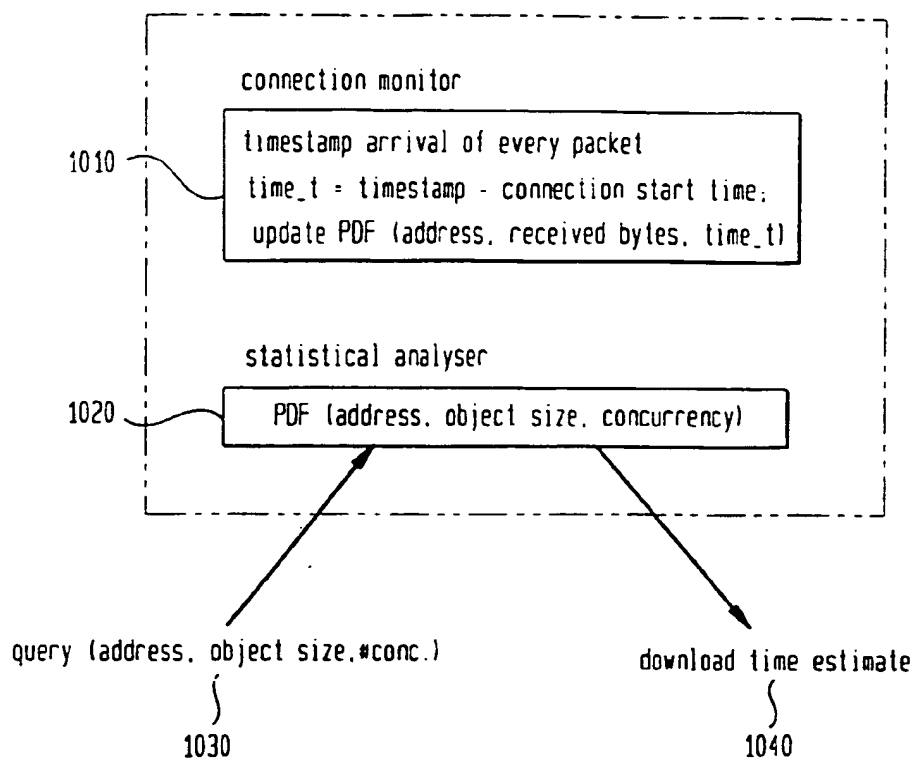 connection monitor
1010
timestamp arrival of every packet
time_t = timestamp - connection start time;
update PDF (address, received bytes, time_t)
statistical analyser
1020
PDF (address, object size, concurrency)
query (address, object size,#conc.)
download time estimate
1030
1040